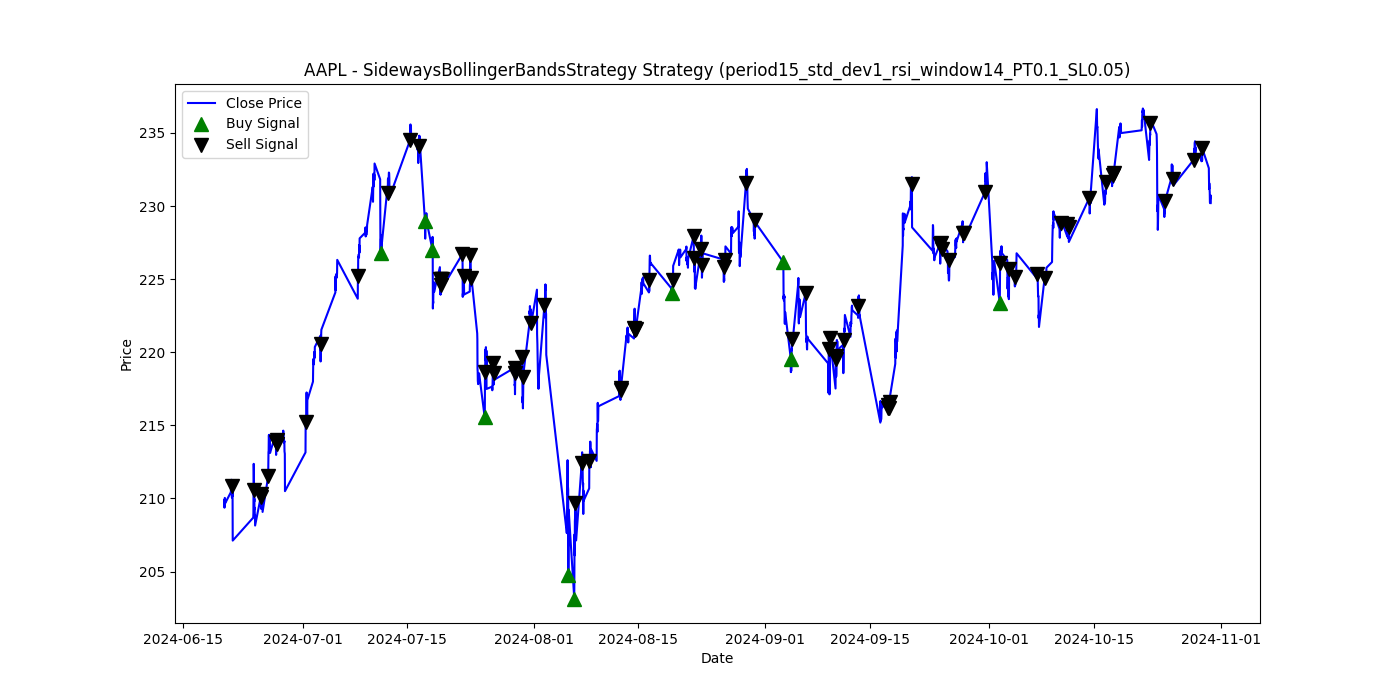 AAPL - SidewaysBollingerBandsStrategy Strategy (period15_std_dev1_rsi_window14_PT0.1_SL0.05)
Close Price
Buy Signal
Sell Signal
235
230
225
220
215
210
205
Price
2024-06-15 2024-07-01 2024-07-15 2024-08-01 2024-08-15 2024-09-01 2024-09-15 2024-10-01 2024-10-15 2024-11-01
Date